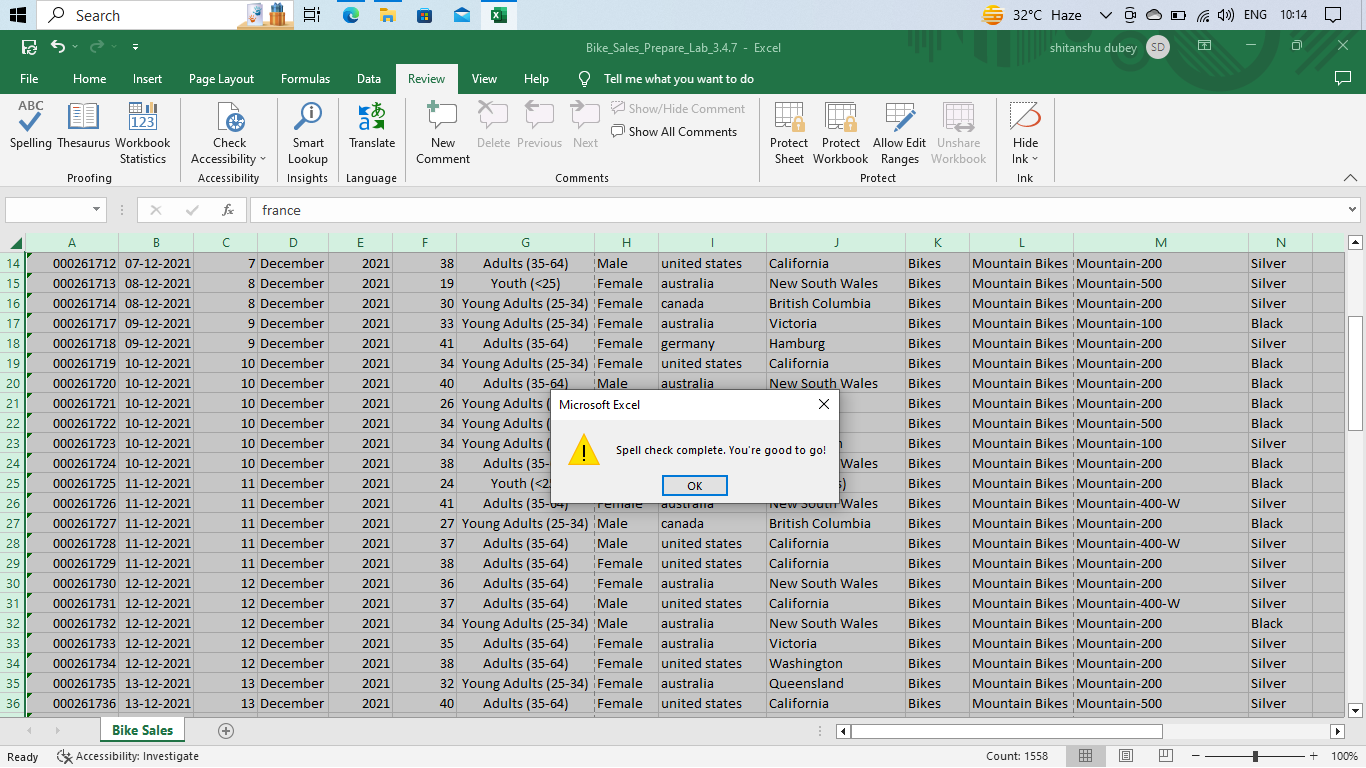 Search 32°C Haze ENG 10:14
Bike_Sales_Prepare_Lab_3.4.7 - Excel shitanshu dubey SD
File Home Insert Page Layout Formulas Data Review View Help Tell me what you want to do
ABC
123
Spelling Thesaurus Workbook Statistics
Check Accessibility
Smart Lookup
Translate
New Comment Delete Previous Next
Show/Hide Comment
Show All Comments
Protect Sheet Protect Workbook Allow Edit Ranges Unshare Workbook
Hide Ink
Proofing Accessibility Insights Language Comments Protect Ink
fx france
A B C D E F G H I J K L M N
14 000261712 07-12-2021 7 December 2021 38 Adults (35-64) Male united states California Bikes Mountain Bikes Mountain-200 Silver
15 000261713 08-12-2021 8 December 2021 19 Youth (<25) Female australia New South Wales Bikes Mountain Bikes Mountain-500 Silver
16 000261714 08-12-2021 8 December 2021 30 Young Adults (25-34) Female canada British Columbia Bikes Mountain Bikes Mountain-200 Silver
17 000261717 09-12-2021 9 December 2021 33 Young Adults (25-34) Female australia Victoria Bikes Mountain Bikes Mountain-100 Black
18 000261718 09-12-2021 9 December 2021 41 Adults (35-64) Female germany Hamburg Bikes Mountain Bikes Mountain-200 Silver
19 000261719 10-12-2021 10 December 2021 34 Young Adults (25-34) Female united states California Bikes Mountain Bikes Mountain-200 Black
20 000261720 10-12-2021 10 December 2021 40 Adults (35-64) Male australia New South Wales Bikes Mountain Bikes Mountain-200 Black
21 000261721 10-12-2021 10 December 2021 26 Young Adults ( Bikes Mountain Bikes Mountain-200 Black
22 000261722 10-12-2021 10 December 2021 34 Young Adults ( Bikes Mountain Bikes Mountain-500 Black
23 000261723 10-12-2021 10 December 2021 34 Young Adults ( Bikes Mountain Bikes Mountain-100 Silver
24 000261724 10-12-2021 10 December 2021 38 Adults (35- Wales Bikes Mountain Bikes Mountain-200 Black
25 000261725 11-12-2021 11 December 2021 24 Youth (<2 s) Bikes Mountain Bikes Mountain-200 Black
26 000261726 11-12-2021 11 December 2021 41 Adults (35-64) Female australia New South Wales Bikes Mountain Bikes Mountain-400-W Silver
27 000261727 11-12-2021 11 December 2021 27 Young Adults (25-34) Male canada British Columbia Bikes Mountain Bikes Mountain-200 Black
28 000261728 11-12-2021 11 December 2021 37 Adults (35-64) Male united states California Bikes Mountain Bikes Mountain-400-W Silver
29 000261729 11-12-2021 11 December 2021 38 Adults (35-64) Female united states California Bikes Mountain Bikes Mountain-200 Silver
30 000261730 12-12-2021 12 December 2021 36 Adults (35-64) Female australia New South Wales Bikes Mountain Bikes Mountain-200 Silver
31 000261731 12-12-2021 12 December 2021 37 Adults (35-64) Male united states California Bikes Mountain Bikes Mountain-400-W Silver
32 000261732 12-12-2021 12 December 2021 34 Young Adults (25-34) Male australia New South Wales Bikes Mountain Bikes Mountain-200 Black
33 000261733 12-12-2021 12 December 2021 35 Adults (35-64) Female australia Victoria Bikes Mountain Bikes Mountain-200 Silver
34 000261734 12-12-2021 12 December 2021 38 Adults (35-64) Female united states Washington Bikes Mountain Bikes Mountain-200 Silver
35 000261735 13-12-2021 13 December 2021 32 Young Adults (25-34) Female australia Queensland Bikes Mountain Bikes Mountain-200 Silver
36 000261736 13-12-2021 13 December 2021 40 Adults (35-64) Female united states California Bikes Mountain Bikes Mountain-500 Silver
Microsoft Excel
Spell check complete. You're good to go!
OK
Bike Sales
Ready Accessibility: Investigate Count: 1558 100%